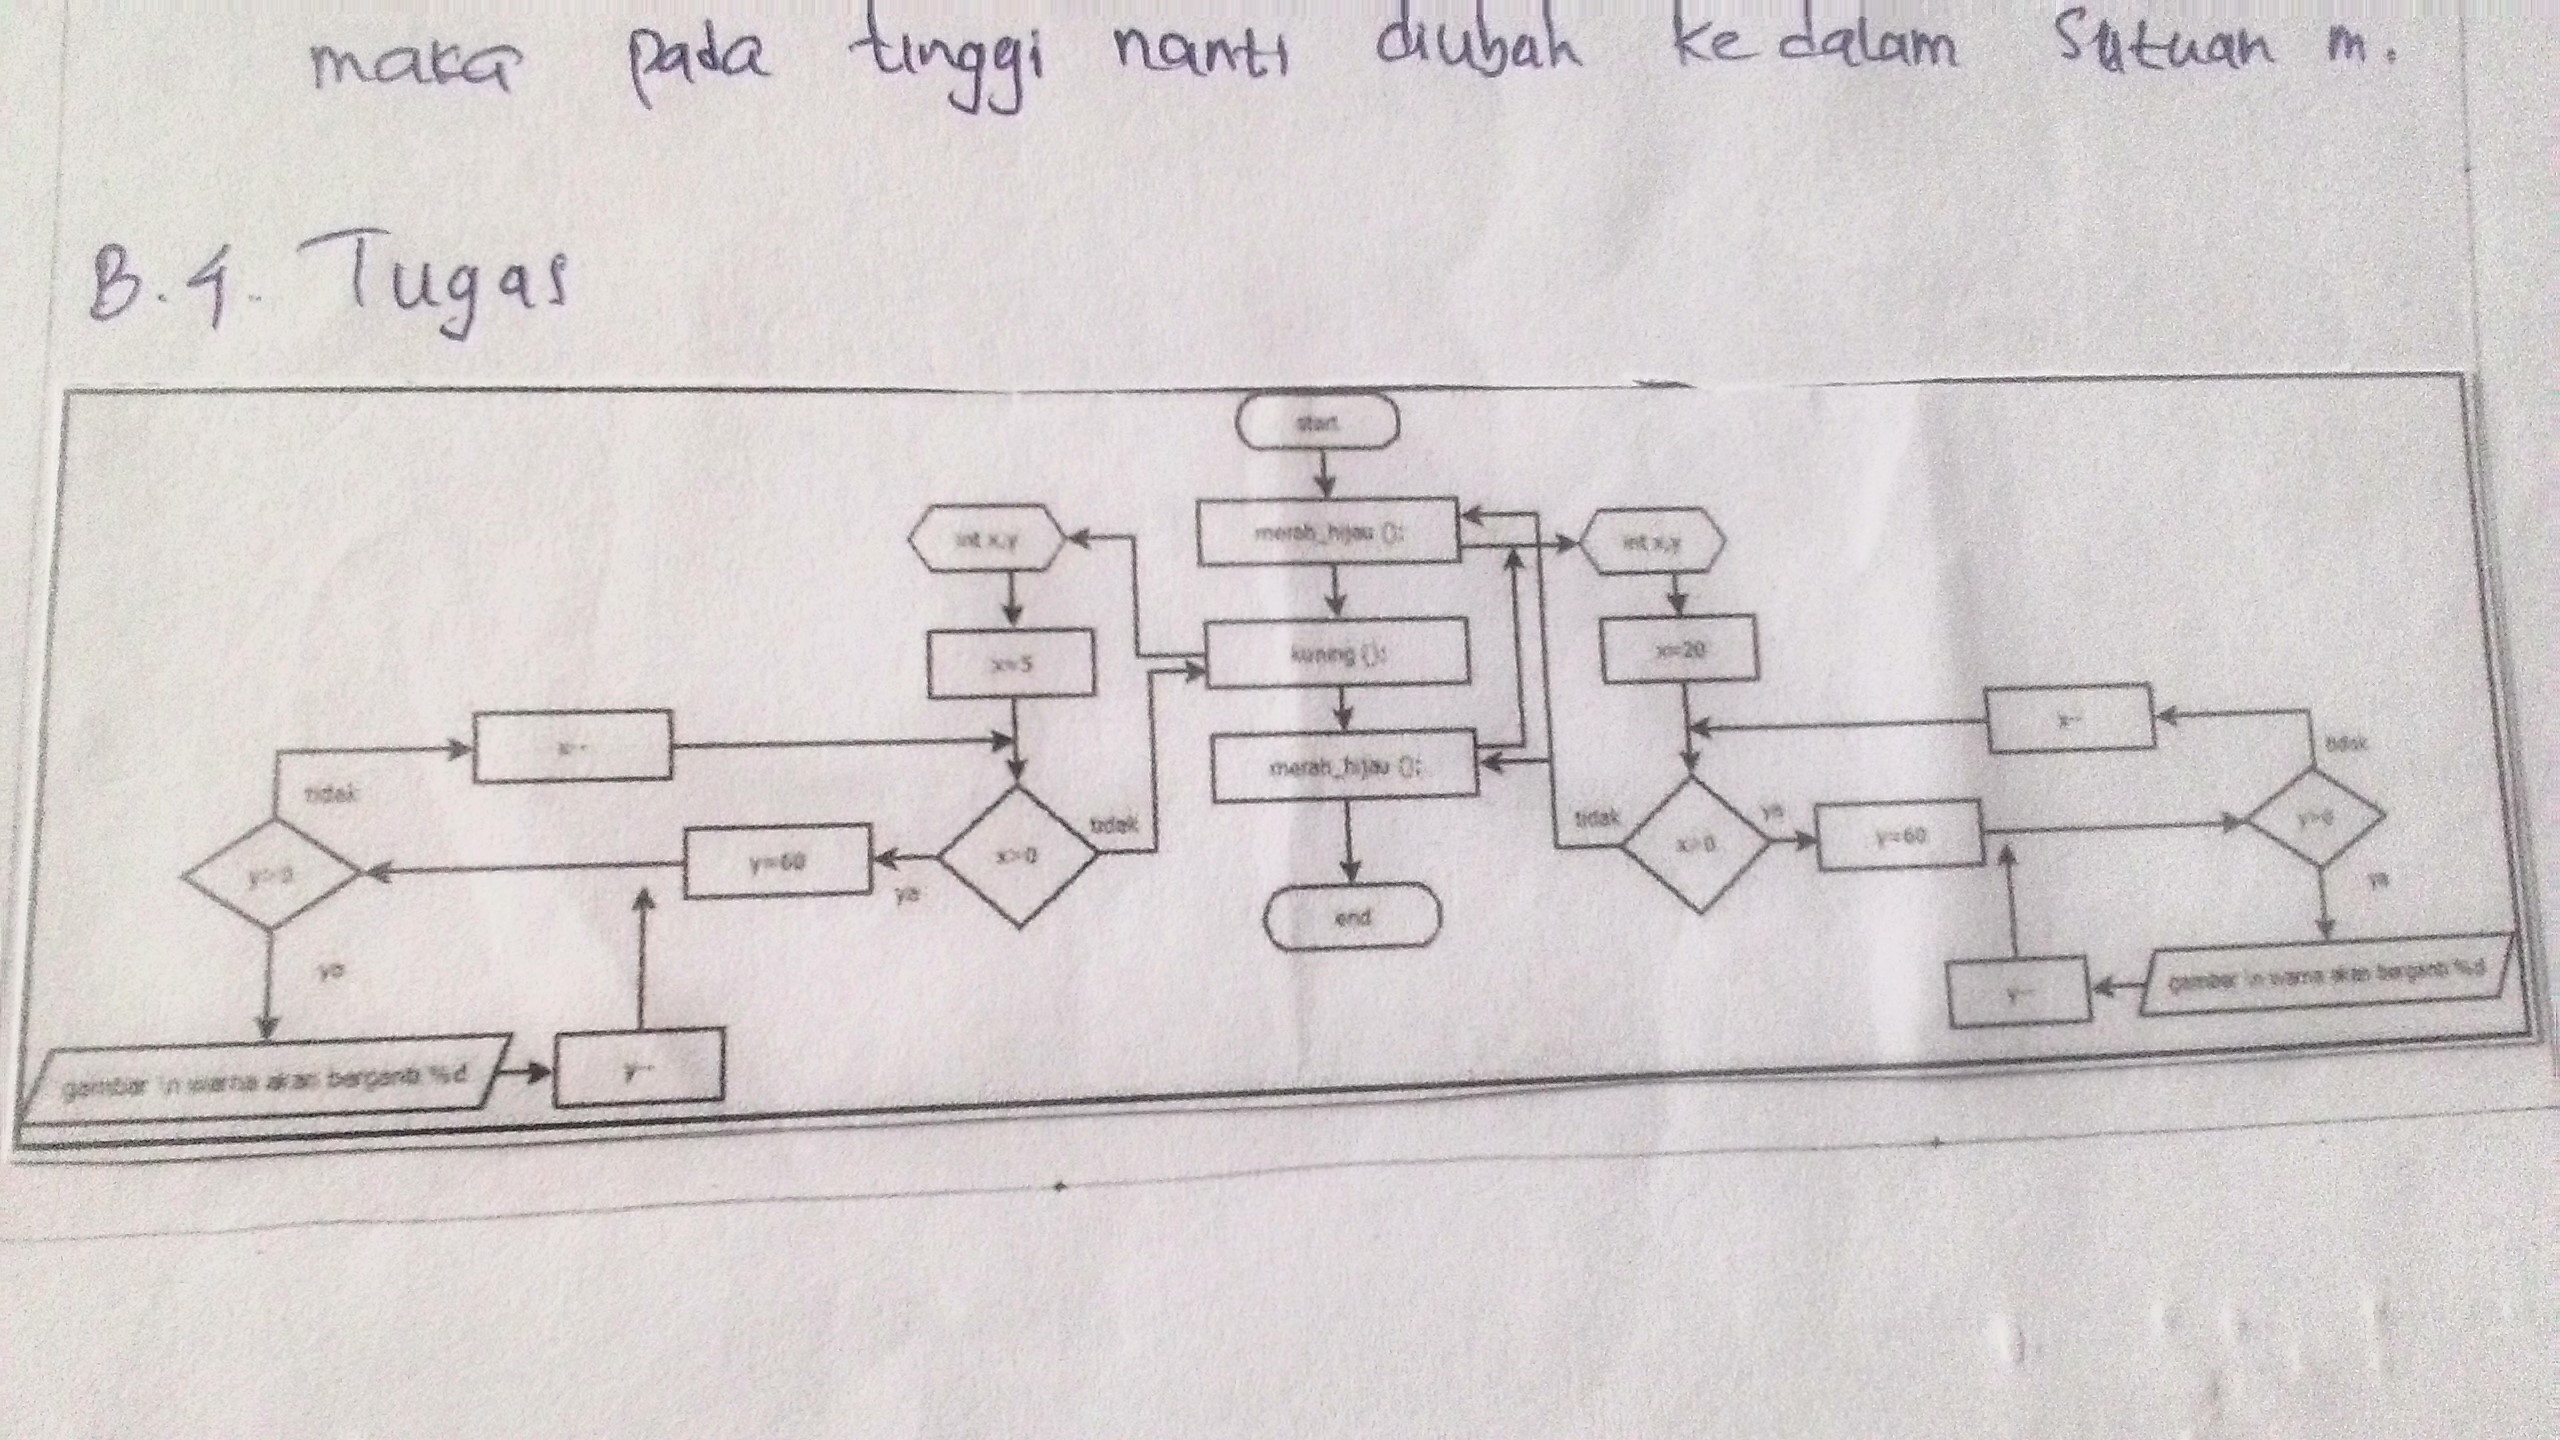 maka pada tinggi nanti diubah ke dalam satuan m.
B.4. Tugas
start
int x,y
merah_hijau ();
int x,y
x=5
kuning ();
x=20
x--
merah_hijau ();
x--
tidak
tidak
tidak
tidak
y>0
y=60
ya
x>0
end
x>0
ya
y=60
y>0
ya
ya
gambar \n warna akan berganti %d
y--
y--
gambar \n warna akan berganti %d